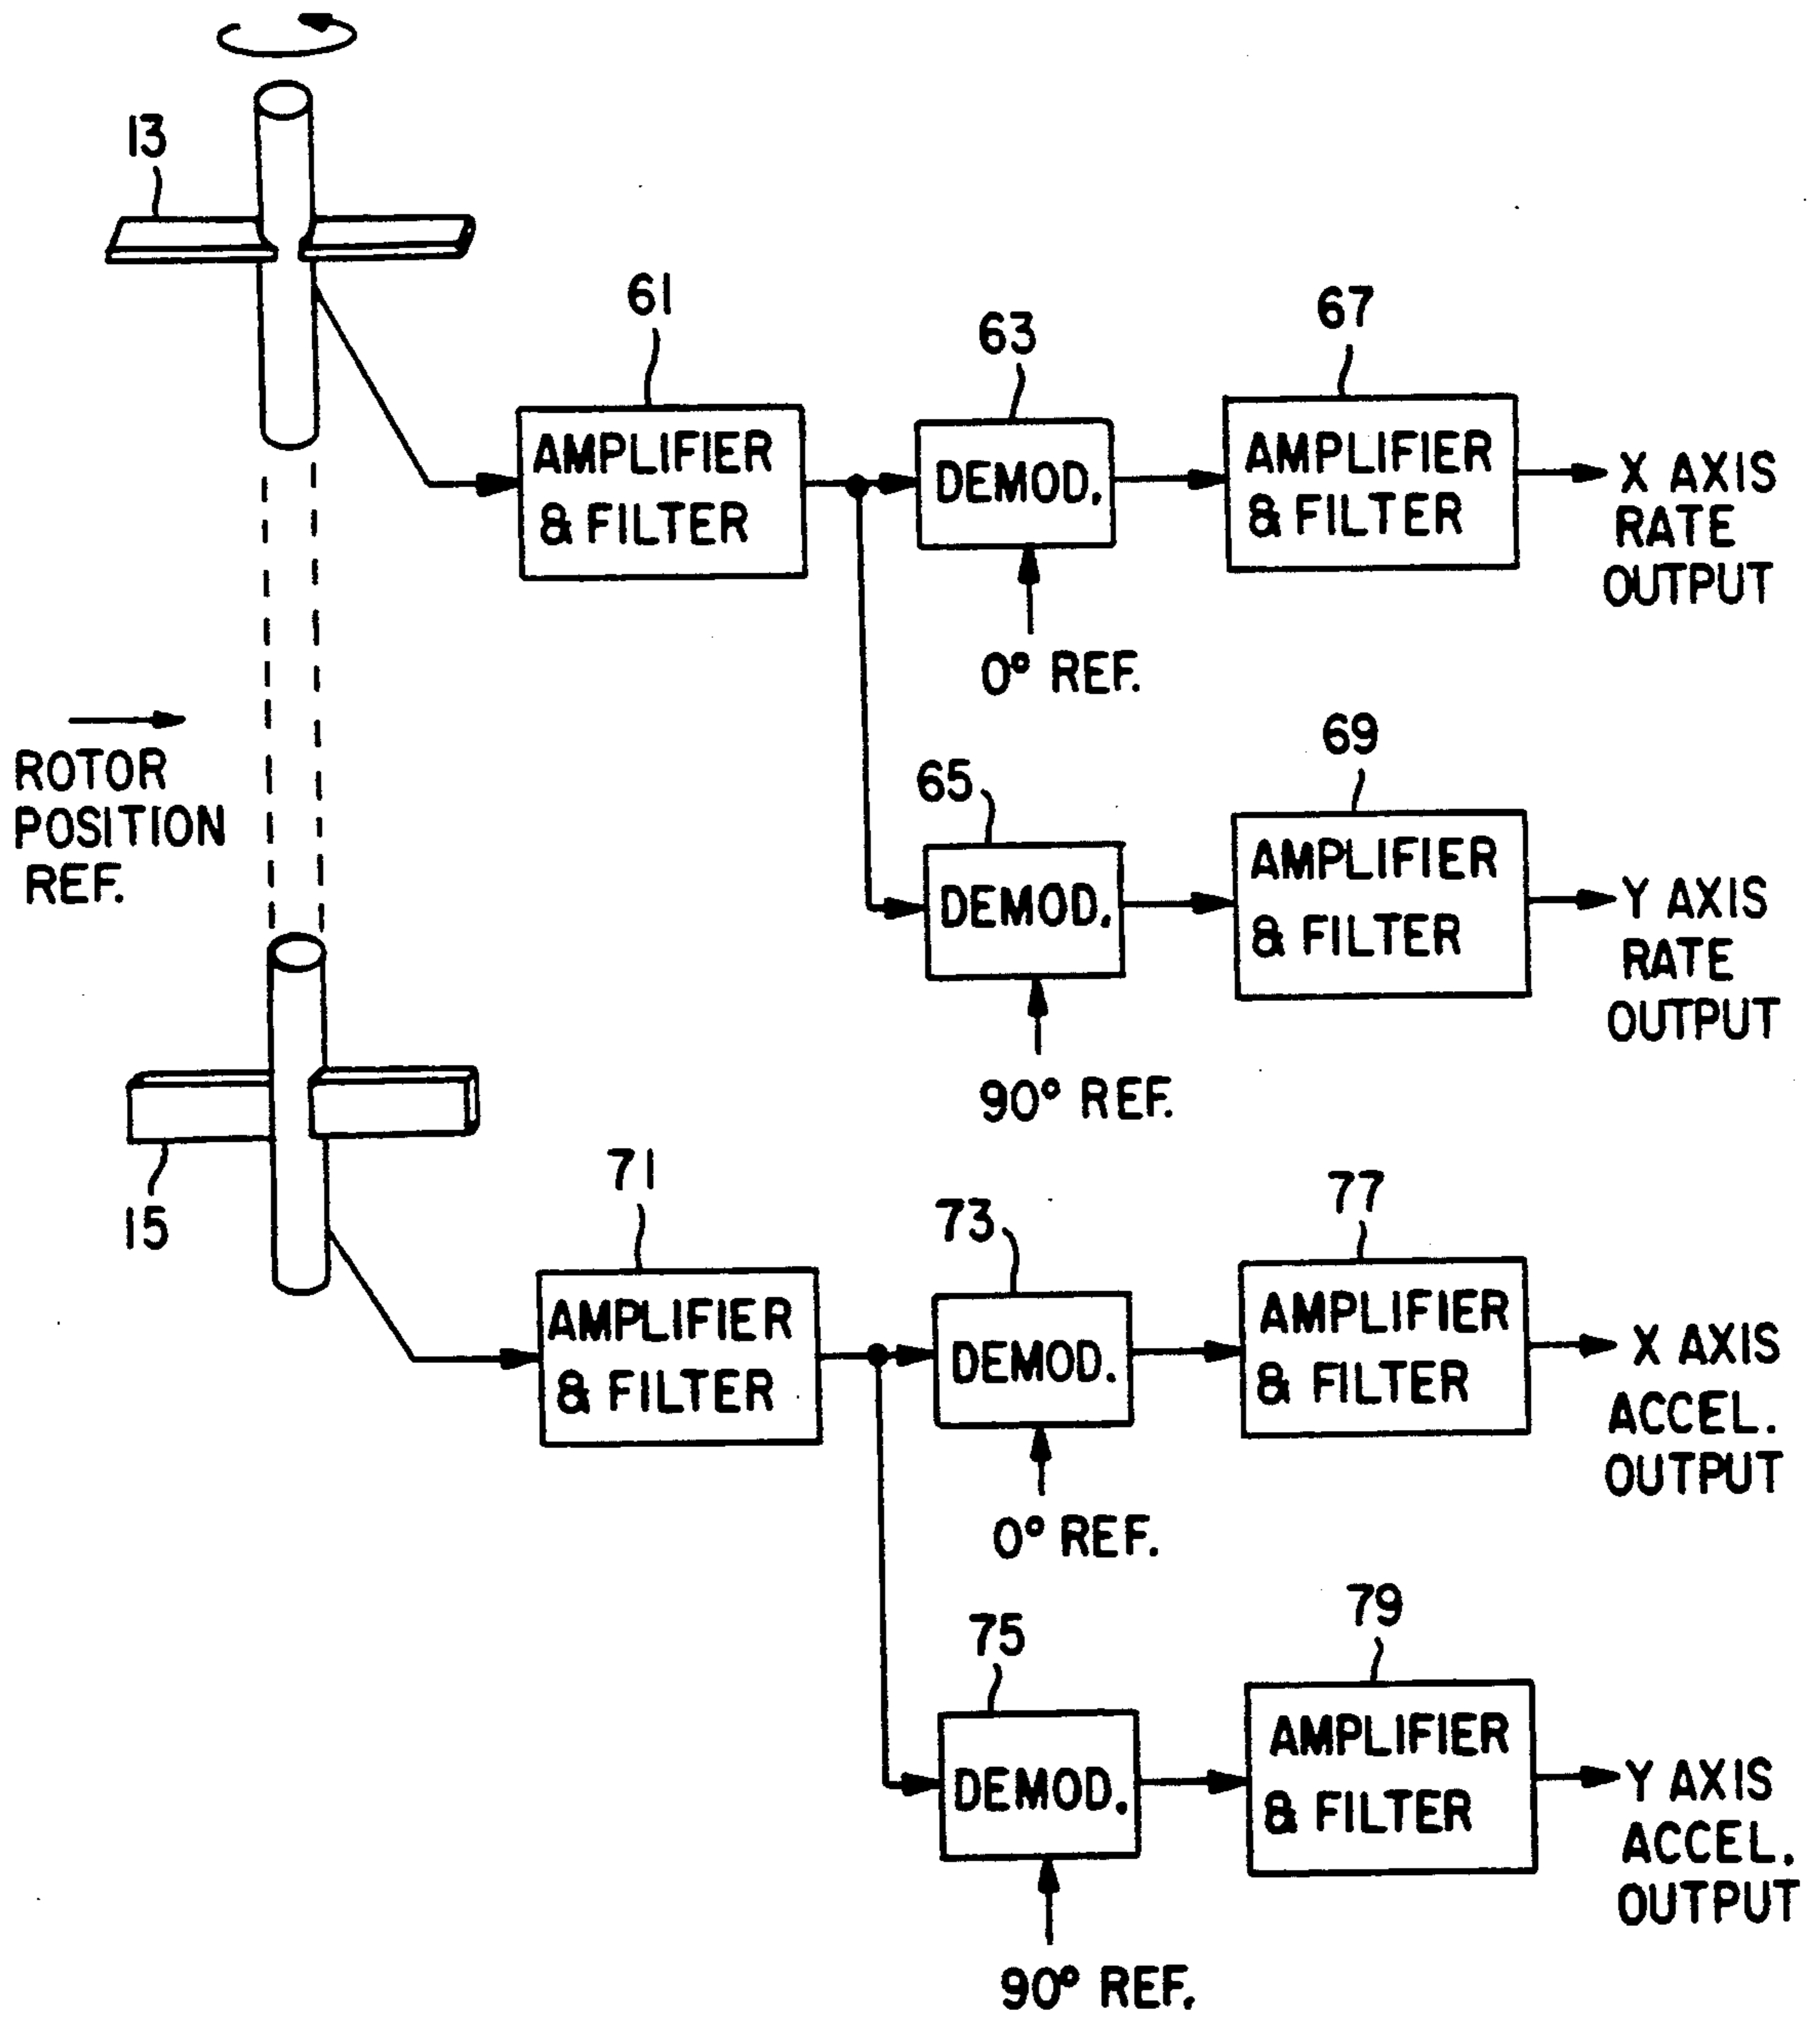 13
61
63
67
AMPLIFIER
& FILTER
DEMOD.
AMPLIFIER
& FILTER
X AXIS
RATE
OUTPUT
0° REF.
ROTOR
POSITION
REF.
65
69
DEMOD.
AMPLIFIER
& FILTER
Y AXIS
RATE
OUTPUT
90° REF.
15
71
73
77
AMPLIFIER
& FILTER
DEMOD.
AMPLIFIER
& FILTER
X AXIS
ACCEL.
OUTPUT
0° REF.
75
79
DEMOD.
AMPLIFIER
& FILTER
Y AXIS
ACCEL.
OUTPUT
90° REF.